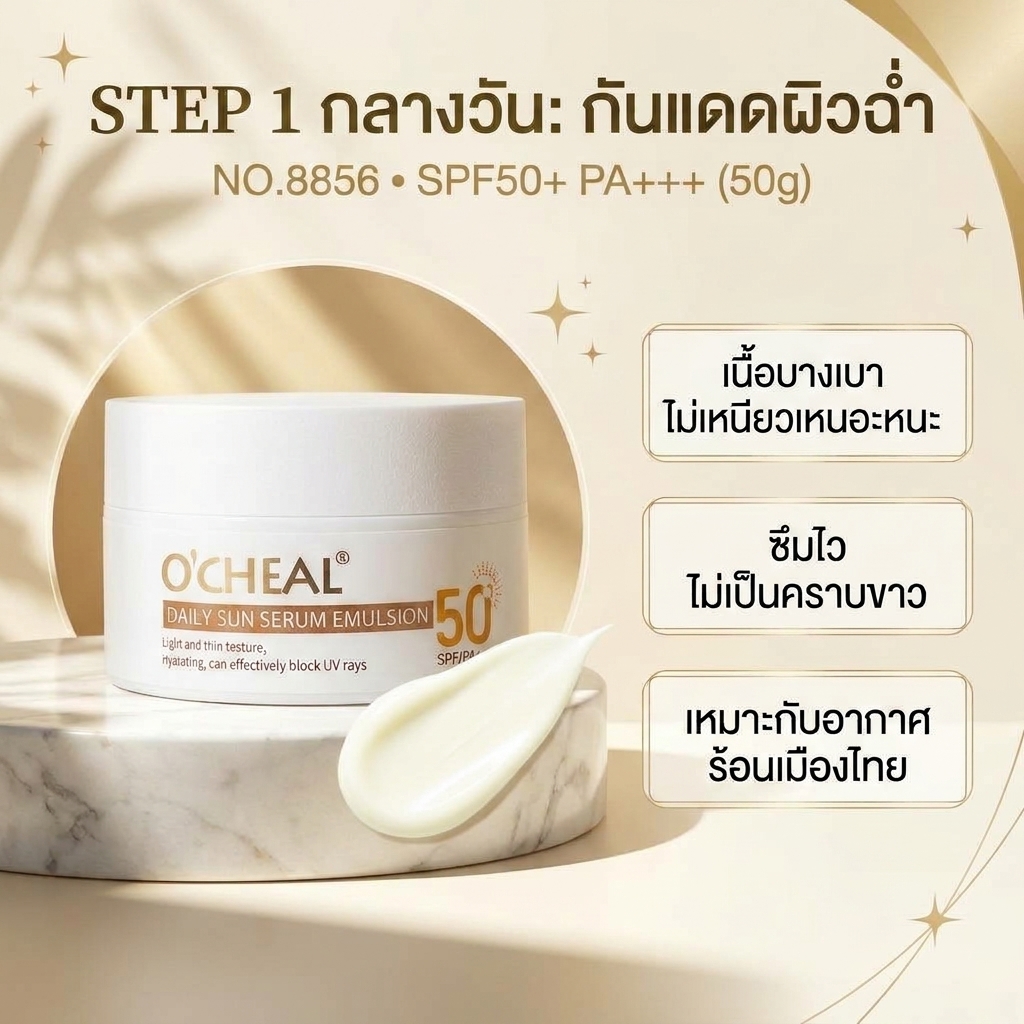 STEP 1 กลางวัน: กันแดดผิวฉ่ำ
NO.8856 • SPF50+ PA+++ (50g)
เนื้อบางเบา
ไม่เหนียวเหนอะหนะ
ซึมไว
ไม่เป็นคราบขาว
เหมาะกับอากาศ
ร้อนเมืองไทย
O'CHEAL®
DAILY SUN SERUM EMULSION
50
Light and thin texture,
Hydating, can effectively block UV rays
SPF/PA